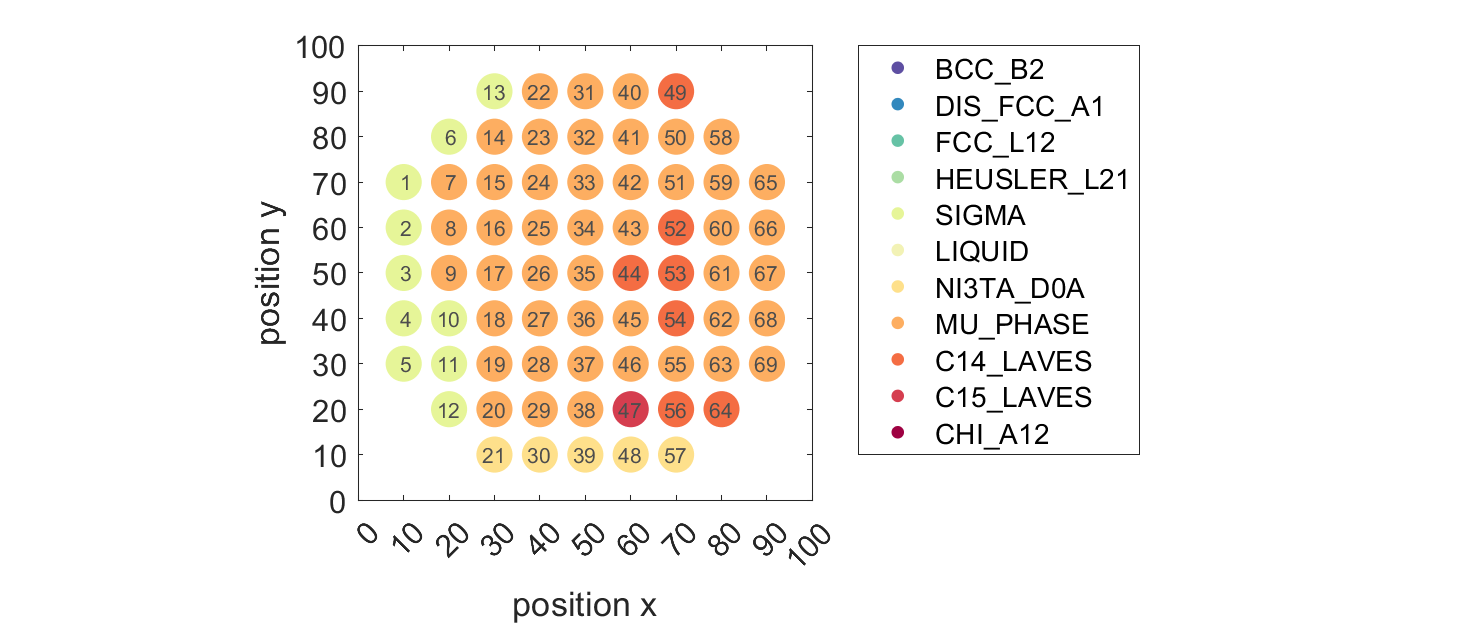 100
90
80
70
60
50
40
30
20
10
0
position y
13 22 31 40 49
6 14 23 32 41 50 58
1 7 15 24 33 42 51 59 65
2 8 16 25 34 43 52 60 66
3 9 17 26 35 44 53 61 67
4 10 18 27 36 45 54 62 68
5 11 19 28 37 46 55 63 69
12 20 29 38 47 56 64
21 30 39 48 57
0 10 20 30 40 50 60 70 80 90 100
position x
BCC_B2
DIS_FCC_A1
FCC_L12
HEUSLER_L21
SIGMA
LIQUID
NI3TA_D0A
MU_PHASE
C14_LAVES
C15_LAVES
CHI_A12